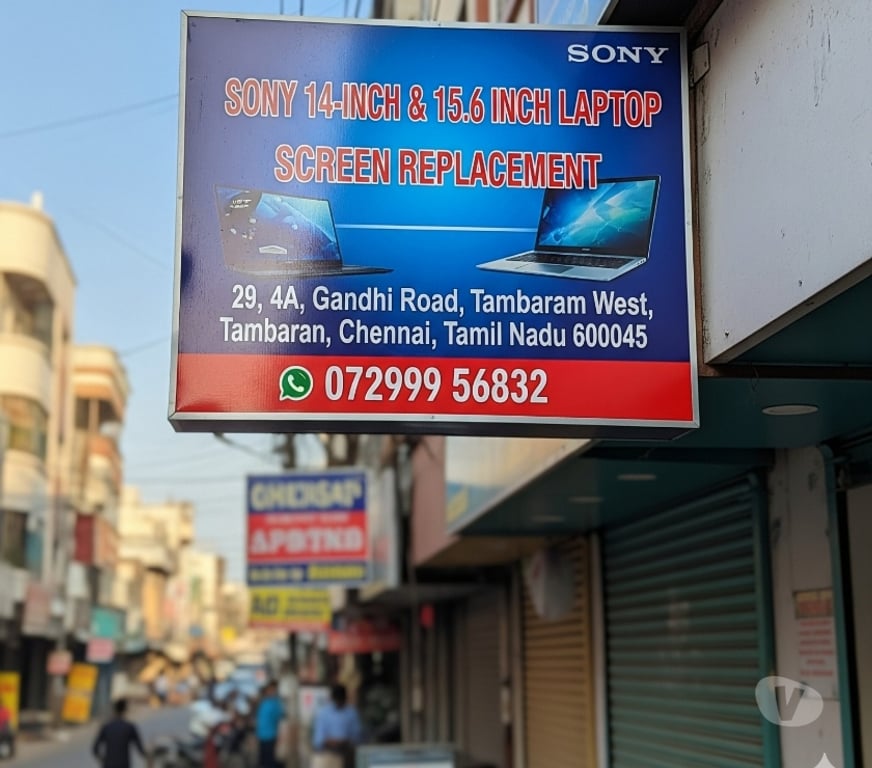 SONY
SONY 14-INCH & 15.6 INCH LAPTOP
SCREEN REPLACEMENT
29, 4A, Gandhi Road, Tambaram West,
Tambaran, Chennai, Tamil Nadu 600045
072999 56832
V